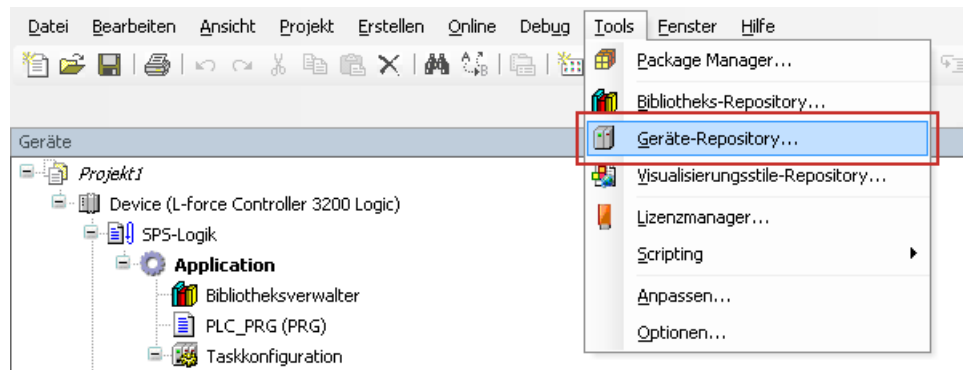 Datei Bearbeiten Ansicht Projekt Erstellen Online Debug Tools Fenster Hilfe
Package Manager...
Bibliotheks-Repository...
Geräte-Repository...
Visualisierungsstile-Repository...
Lizenzmanager...
Scripting
Anpassen...
Optionen...
Geräte
Projekt1
Device (L-force Controller 3200 Logic)
SPS-Logik
Application
Bibliotheksverwalter
PLC_PRG (PRG)
Taskkonfiguration